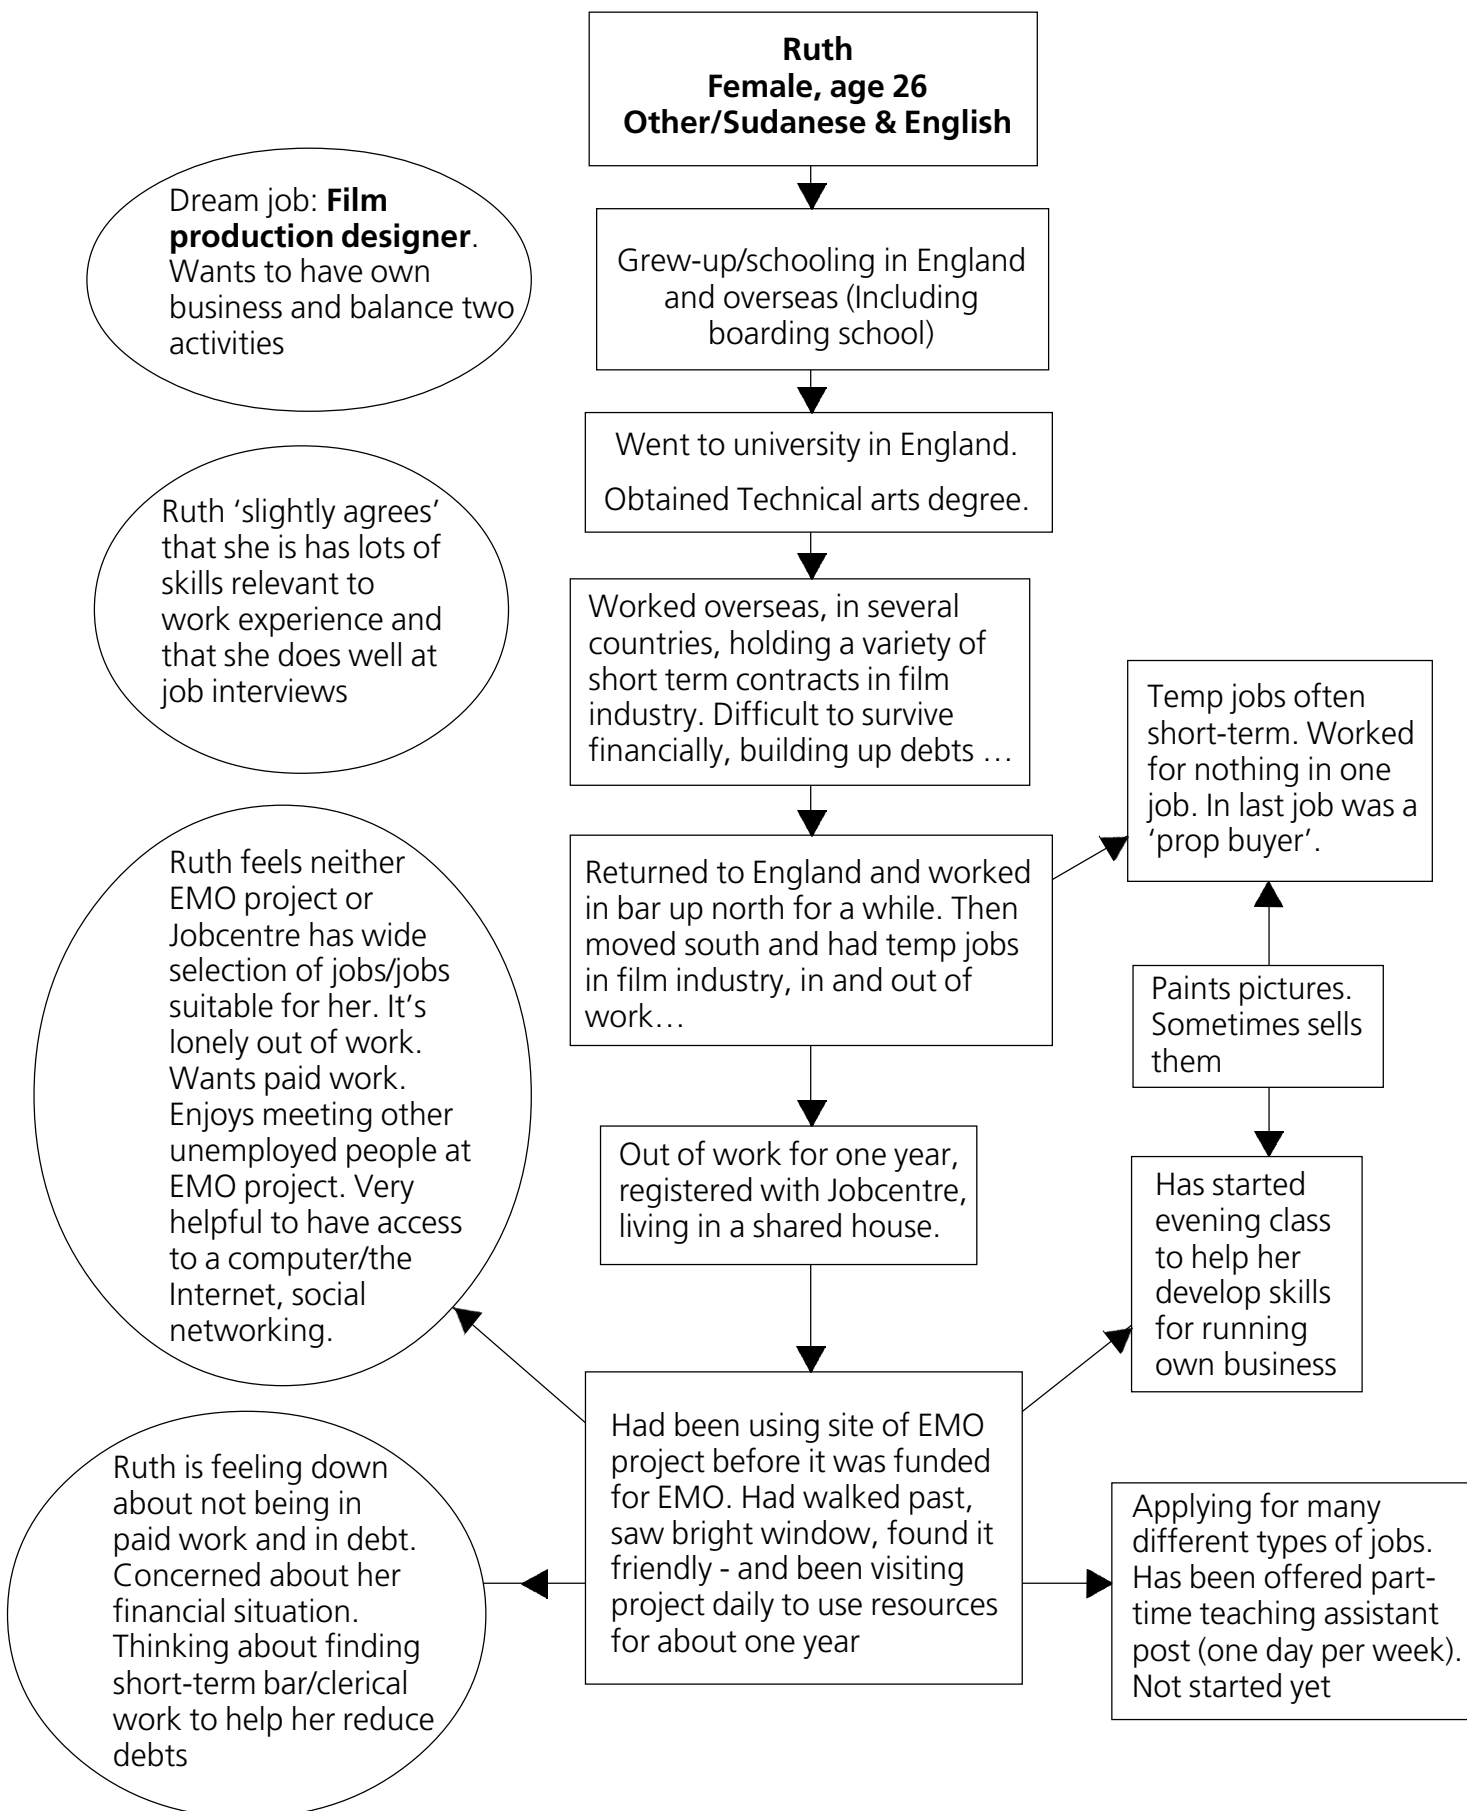 Ruth
Female, age 26
Other/Sudanese & English
Dream job: Film
production designer.
Wants to have own
business and balance two
activities
Grew-up/schooling in England
and overseas (Including
boarding school)
Went to university in England.
Obtained Technical arts degree.
Ruth ‘slightly agrees’
that she is has lots of
skills relevant to
work experience and
that she does well at
job interviews
Worked overseas, in several
countries, holding a variety of
short term contracts in film
industry. Difficult to survive
financially, building up debts …
Temp jobs often
short-term. Worked
for nothing in one
job. In last job was a
‘prop buyer’.
Ruth feels neither
EMO project or
Jobcentre has wide
selection of jobs/jobs
suitable for her. It’s
lonely out of work.
Wants paid work.
Enjoys meeting other
unemployed people at
EMO project. Very
helpful to have access
to a computer/the
Internet, social
networking.
Returned to England and worked
in bar up north for a while. Then
moved south and had temp jobs
in film industry, in and out of
work…
Paints pictures.
Sometimes sells
them
Out of work for one year,
registered with Jobcentre,
living in a shared house.
Has started
evening class
to help her
develop skills
for running
own business
Had been using site of EMO
project before it was funded
for EMO. Had walked past,
saw bright window, found it
friendly - and been visiting
project daily to use resources
for about one year
Ruth is feeling down
about not being in
paid work and in debt.
Concerned about her
financial situation.
Thinking about finding
short-term bar/clerical
work to help her reduce
debts
Applying for many
different types of jobs.
Has been offered part-
time teaching assistant
post (one day per week).
Not started yet